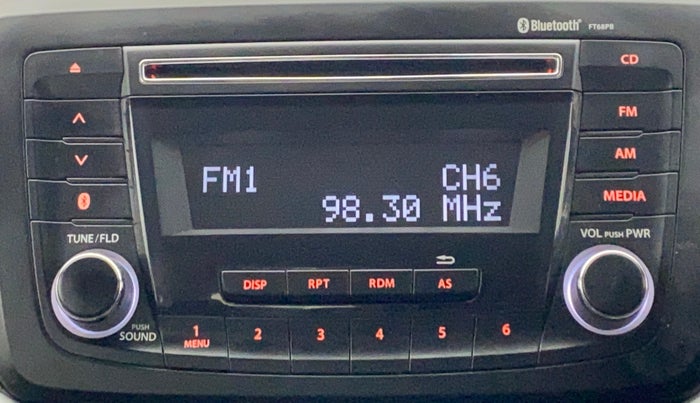 Bluetooth® FT68PB
CD
FM
AM
MEDIA
FM1 CH6
98.30 MHz
TUNE/FLD
VOL PUSH PWR
DISP RPT RDM AS
PUSH
SOUND
1 2 3 4 5 6
MENU